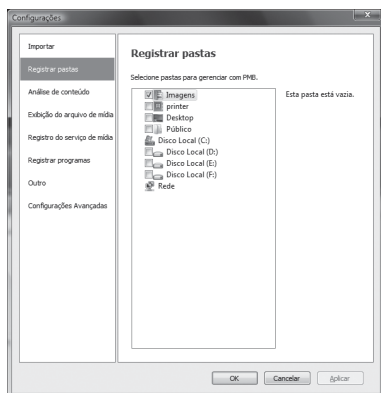 Configurações
Importar
Registrar pastas
Análise de conteúdo
Exibição do arquivo de mídia
Registro do serviço de mídia
Registrar programas
Outro
Configurações Avançadas
Registrar pastas
Selecione pastas para gerenciar com PMB.
Imagens
printer
Desktop
Público
Disco Local (C:)
Disco Local (D:)
Disco Local (E:)
Disco Local (F:)
Rede
Esta pasta está vazia.
OK
Cancelar
Aplicar